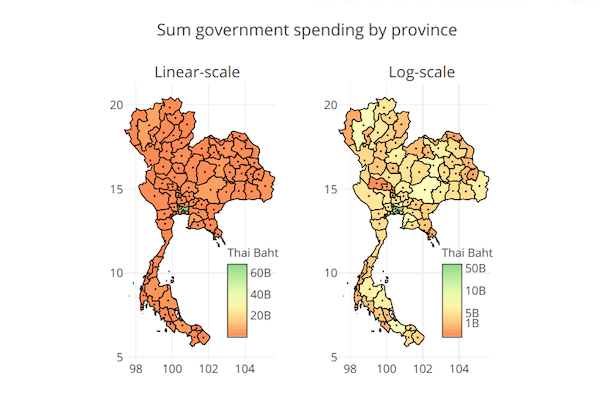 Sum government spending by province
Linear-scale
Log-scale
20
15
10
5
98 100 102 104
Thai Baht
60B
40B
20B
20
15
10
5
98 100 102 104
Thai Baht
50B
10B
5B
1B